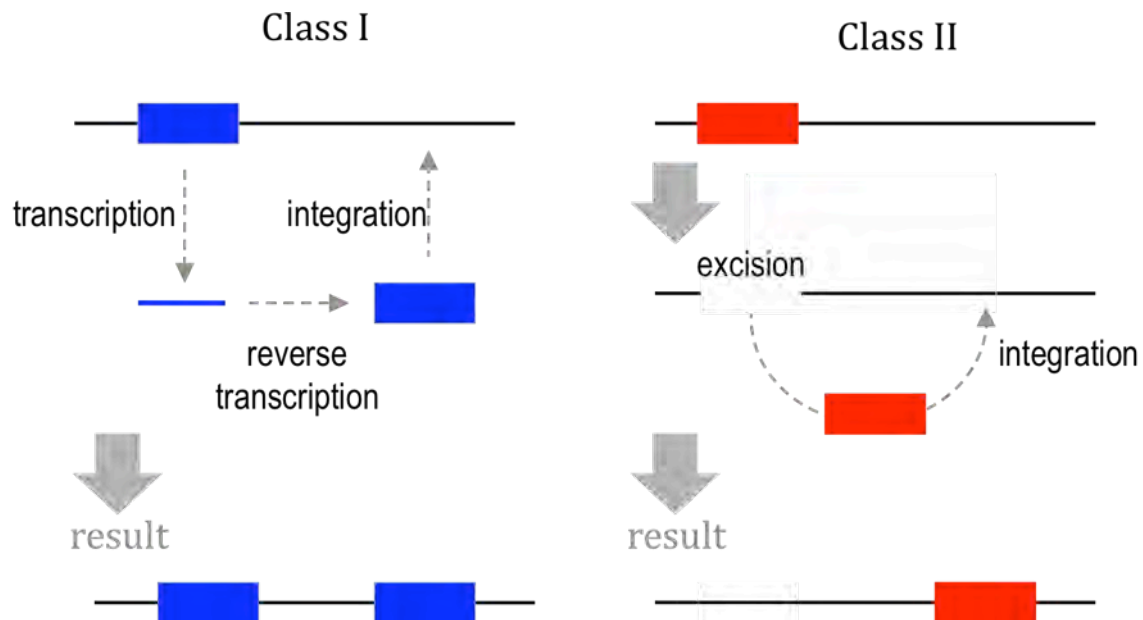 Class I
transcription
integration
reverse
transcription
result
Class II
excision
integration
result